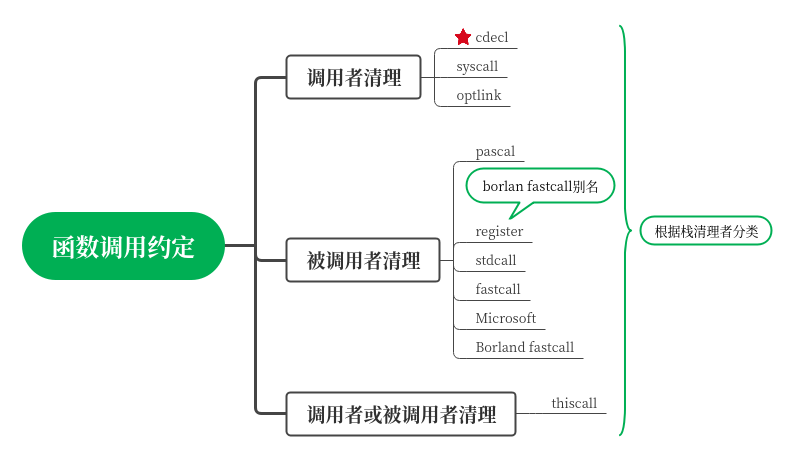 函数调用约定
调用者清理
cdecl
syscall
optlink
被调用者清理
pascal
borlan fastcall别名
register
stdcall
fastcall
Microsoft
Borland fastcall
调用者或被调用者清理
thiscall
根据栈清理者分类